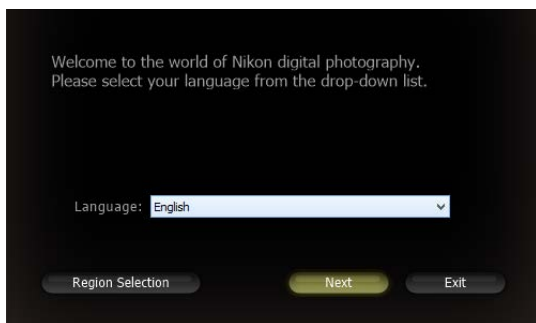 Welcome to the world of Nikon digital photography.
Please select your language from the drop-down list.
Language: English
Region Selection Next Exit